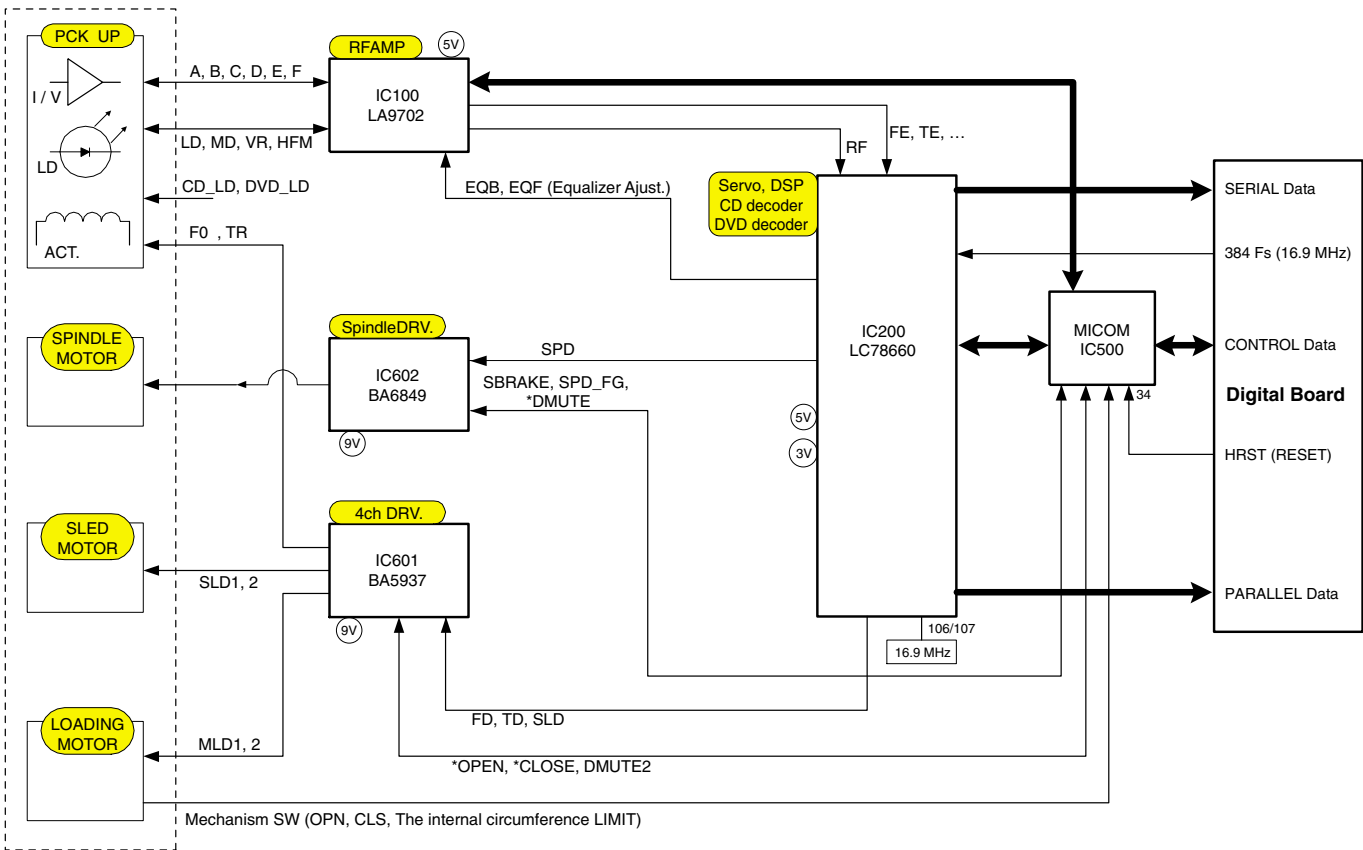 PCK UP
I / V
LD
ACT.
A, B, C, D, E, F
LD, MD, VR, HFM
CD_LD, DVD_LD
F0 , TR
RFAMP
5V
IC100
LA9702
FE, TE, ...
RF
EQB, EQF (Equalizer Ajust.)
Servo, DSP
CD decoder
DVD decoder
IC200
LC78660
5V
3V
106/107
16.9 MHz
SPINDLE
MOTOR
SpindleDRV.
IC602
BA6849
9V
SPD
SBRAKE, SPD_FG,
*DMUTE
SLED
MOTOR
SLD1, 2
4ch DRV.
IC601
BA5937
9V
FD, TD, SLD
LOADING
MOTOR
MLD1, 2
*OPEN, *CLOSE, DMUTE2
Mechanism SW (OPN, CLS, The internal circumference LIMIT)
MICOM
IC500
34
SERIAL Data
384 Fs (16.9 MHz)
CONTROL Data
Digital Board
HRST (RESET)
PARALLEL Data